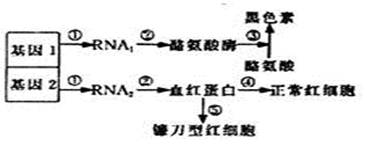 黑色素
基因1 ① RNA₁ ② 酪氨酸酶 ③
酪氨酸
基因2 ① RNA₂ ② 血红蛋白 ④ 正常红细胞
⑤
镰刀型红细胞